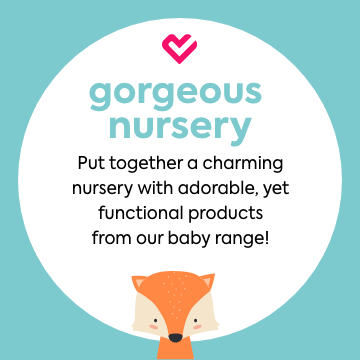 gorgeous
nursery
Put together a charming
nursery with adorable, yet
functional products
from our baby range!